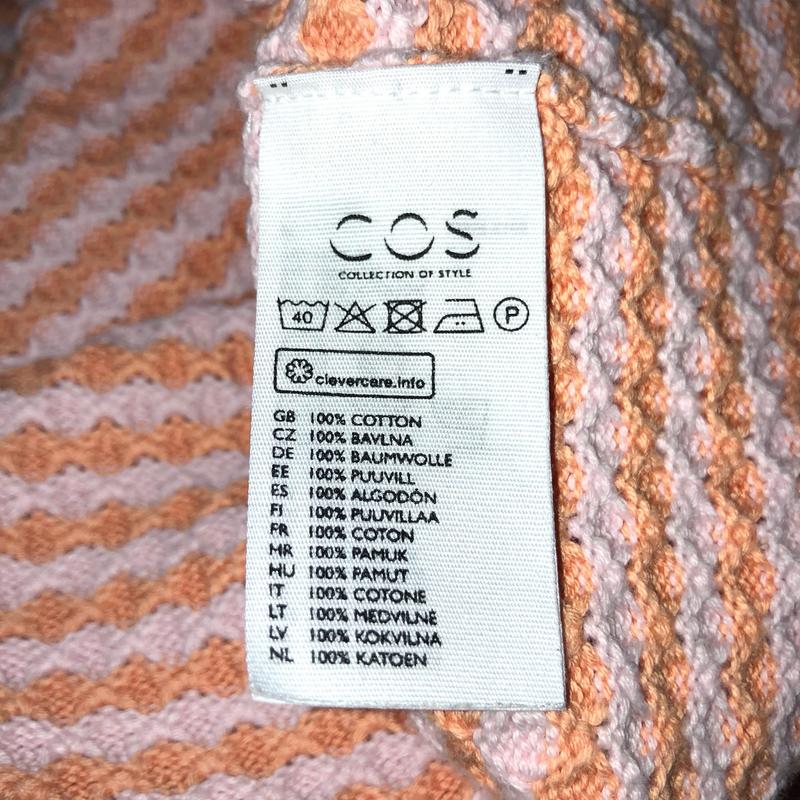 COS
COLLECTION OF STYLE
40 P
clevercare.info
GB 100% COTTON
CZ 100% BAVLNA
DE 100% BAUMWOLLE
EE 100% PUUVILL
ES 100% ALGODÓN
FI 100% PUUVILLAA
FR 100% COTON
HR 100% PAMUK
HU 100% PAMUT
IT 100% COTONE
LT 100% MEDVILNĖ
LV 100% KOKVILNA
NL 100% KATOEN